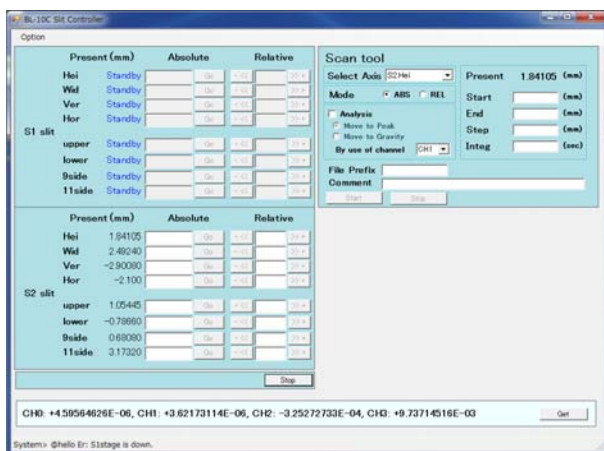 BL-10C Slit Controller
Option
Present (mm) Absolute Relative
Hei Standby Go
Wid Standby Go
Ver Standby Go
Hor Standby Go
S1 slit
upper Standby Go
lower Standby Go
9side Standby Go
11side Standby Go
Present (mm) Absolute Relative
Hei 1.84105 Go
Wid 2.49240 Go
Ver -2.90080 Go
Hor -2.100 Go
S2 slit
upper 1.05445 Go
lower -0.78660 Go
9side 0.68080 Go
11side 3.17320 Go
Stop
Scan tool
Select Axis S2.Hei
Mode ABS REL
Analysis
Move to Peak
Move to Gravity
By use of channel CH1
Present 1.84105 (mm)
Start (mm)
End (mm)
Step (mm)
Integ (sec)
File Prefix
Comment
Start Stop
CH0: +4.59564626E-06, CH1: +3.62173114E-06, CH2: -3.25272733E-04, CH3: +9.73714516E-03 Get
System> @hello Er: S1stage is down.